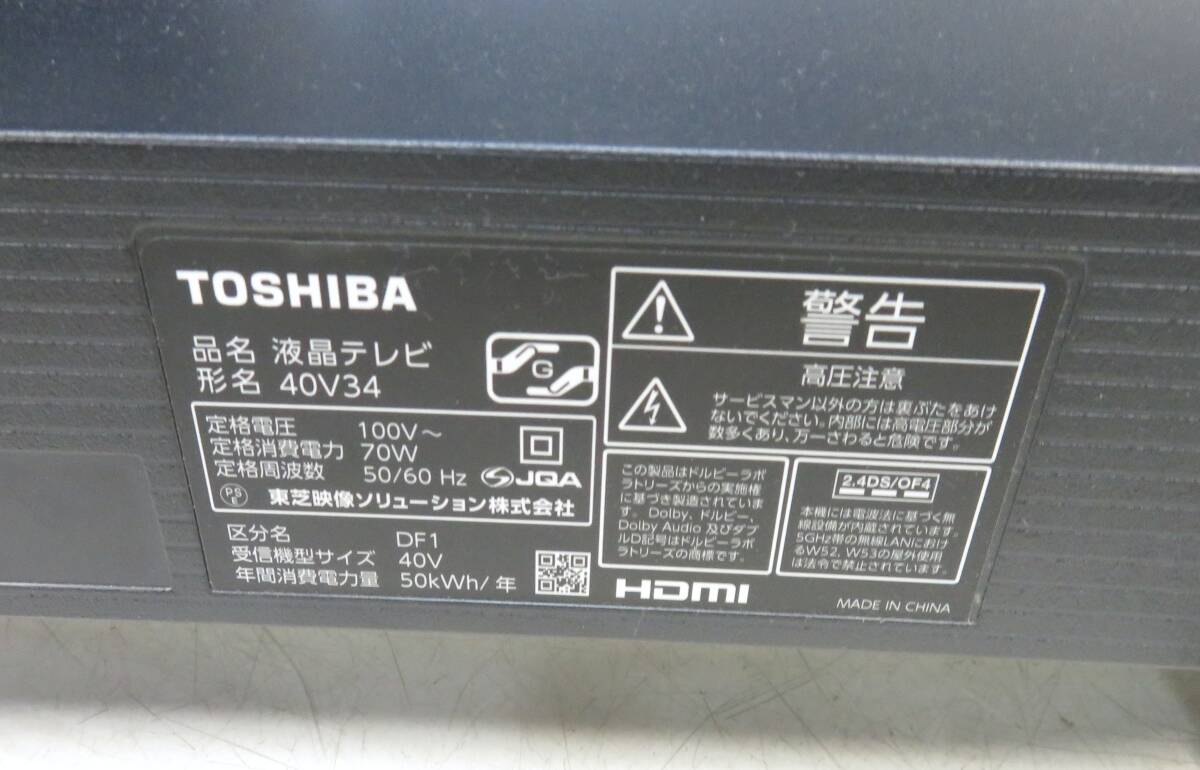 TOSHIBA
品名 液晶テレビ
形名 40V34
G
定格電圧 100V～
定格消費電力 70W
定格周波数 50/60 Hz
JQA
PS
E
東芝映像ソリューション株式会社
区分名 DF1
受信機型サイズ 40V
年間消費電力量 50kWh/年
警告
高圧注意
サービスマン以外の方は裏ぶたをあけ
ないでください。内部には高電圧部分が
数多くあり、万一さわると危険です。
この製品はドルビーラボ
ラトリーズからの実施権
に基づき製造されていま
す。Dolby、ドルビー、
Dolby Audio 及びダブ
ルD記号はドルビーラボ
ラトリーズの商標です。
2.4DS/OF4
本機には電波法に基づく無
線設備が内蔵されています。
5GHz帯の無線LANにおけ
るW52、W53の屋外使用
は法令で禁止されています。
HDMI
MADE IN CHINA